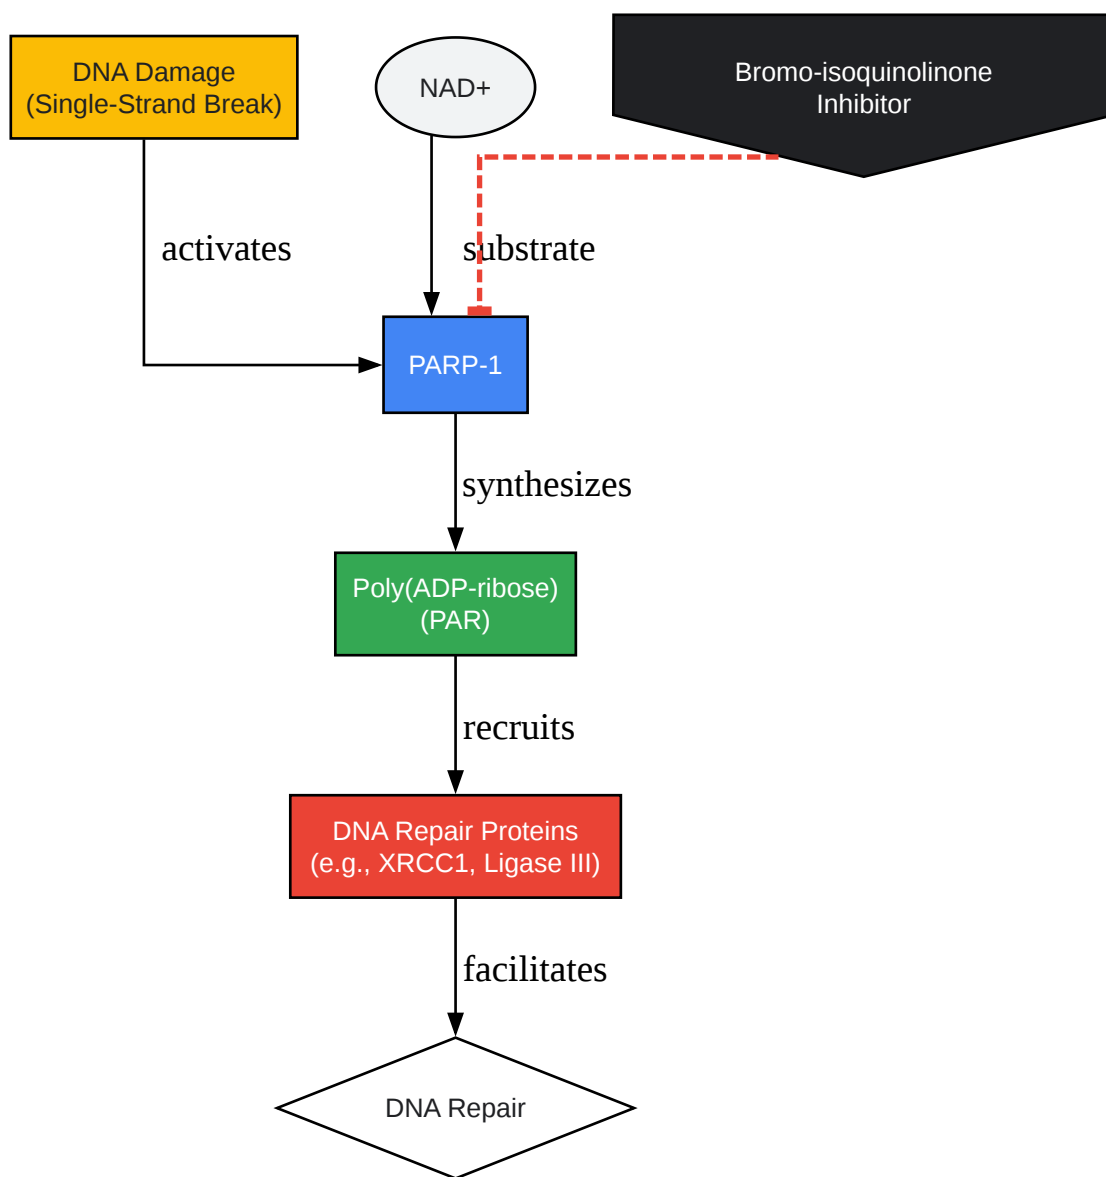 DNA Damage
(Single-Strand Break)
NAD+
Bromo-isoquinolinone
Inhibitor
activates
substrate
PARP-1
synthesizes
Poly(ADP-ribose)
(PAR)
recruits
DNA Repair Proteins
(e.g., XRCC1, Ligase III)
facilitates
DNA Repair